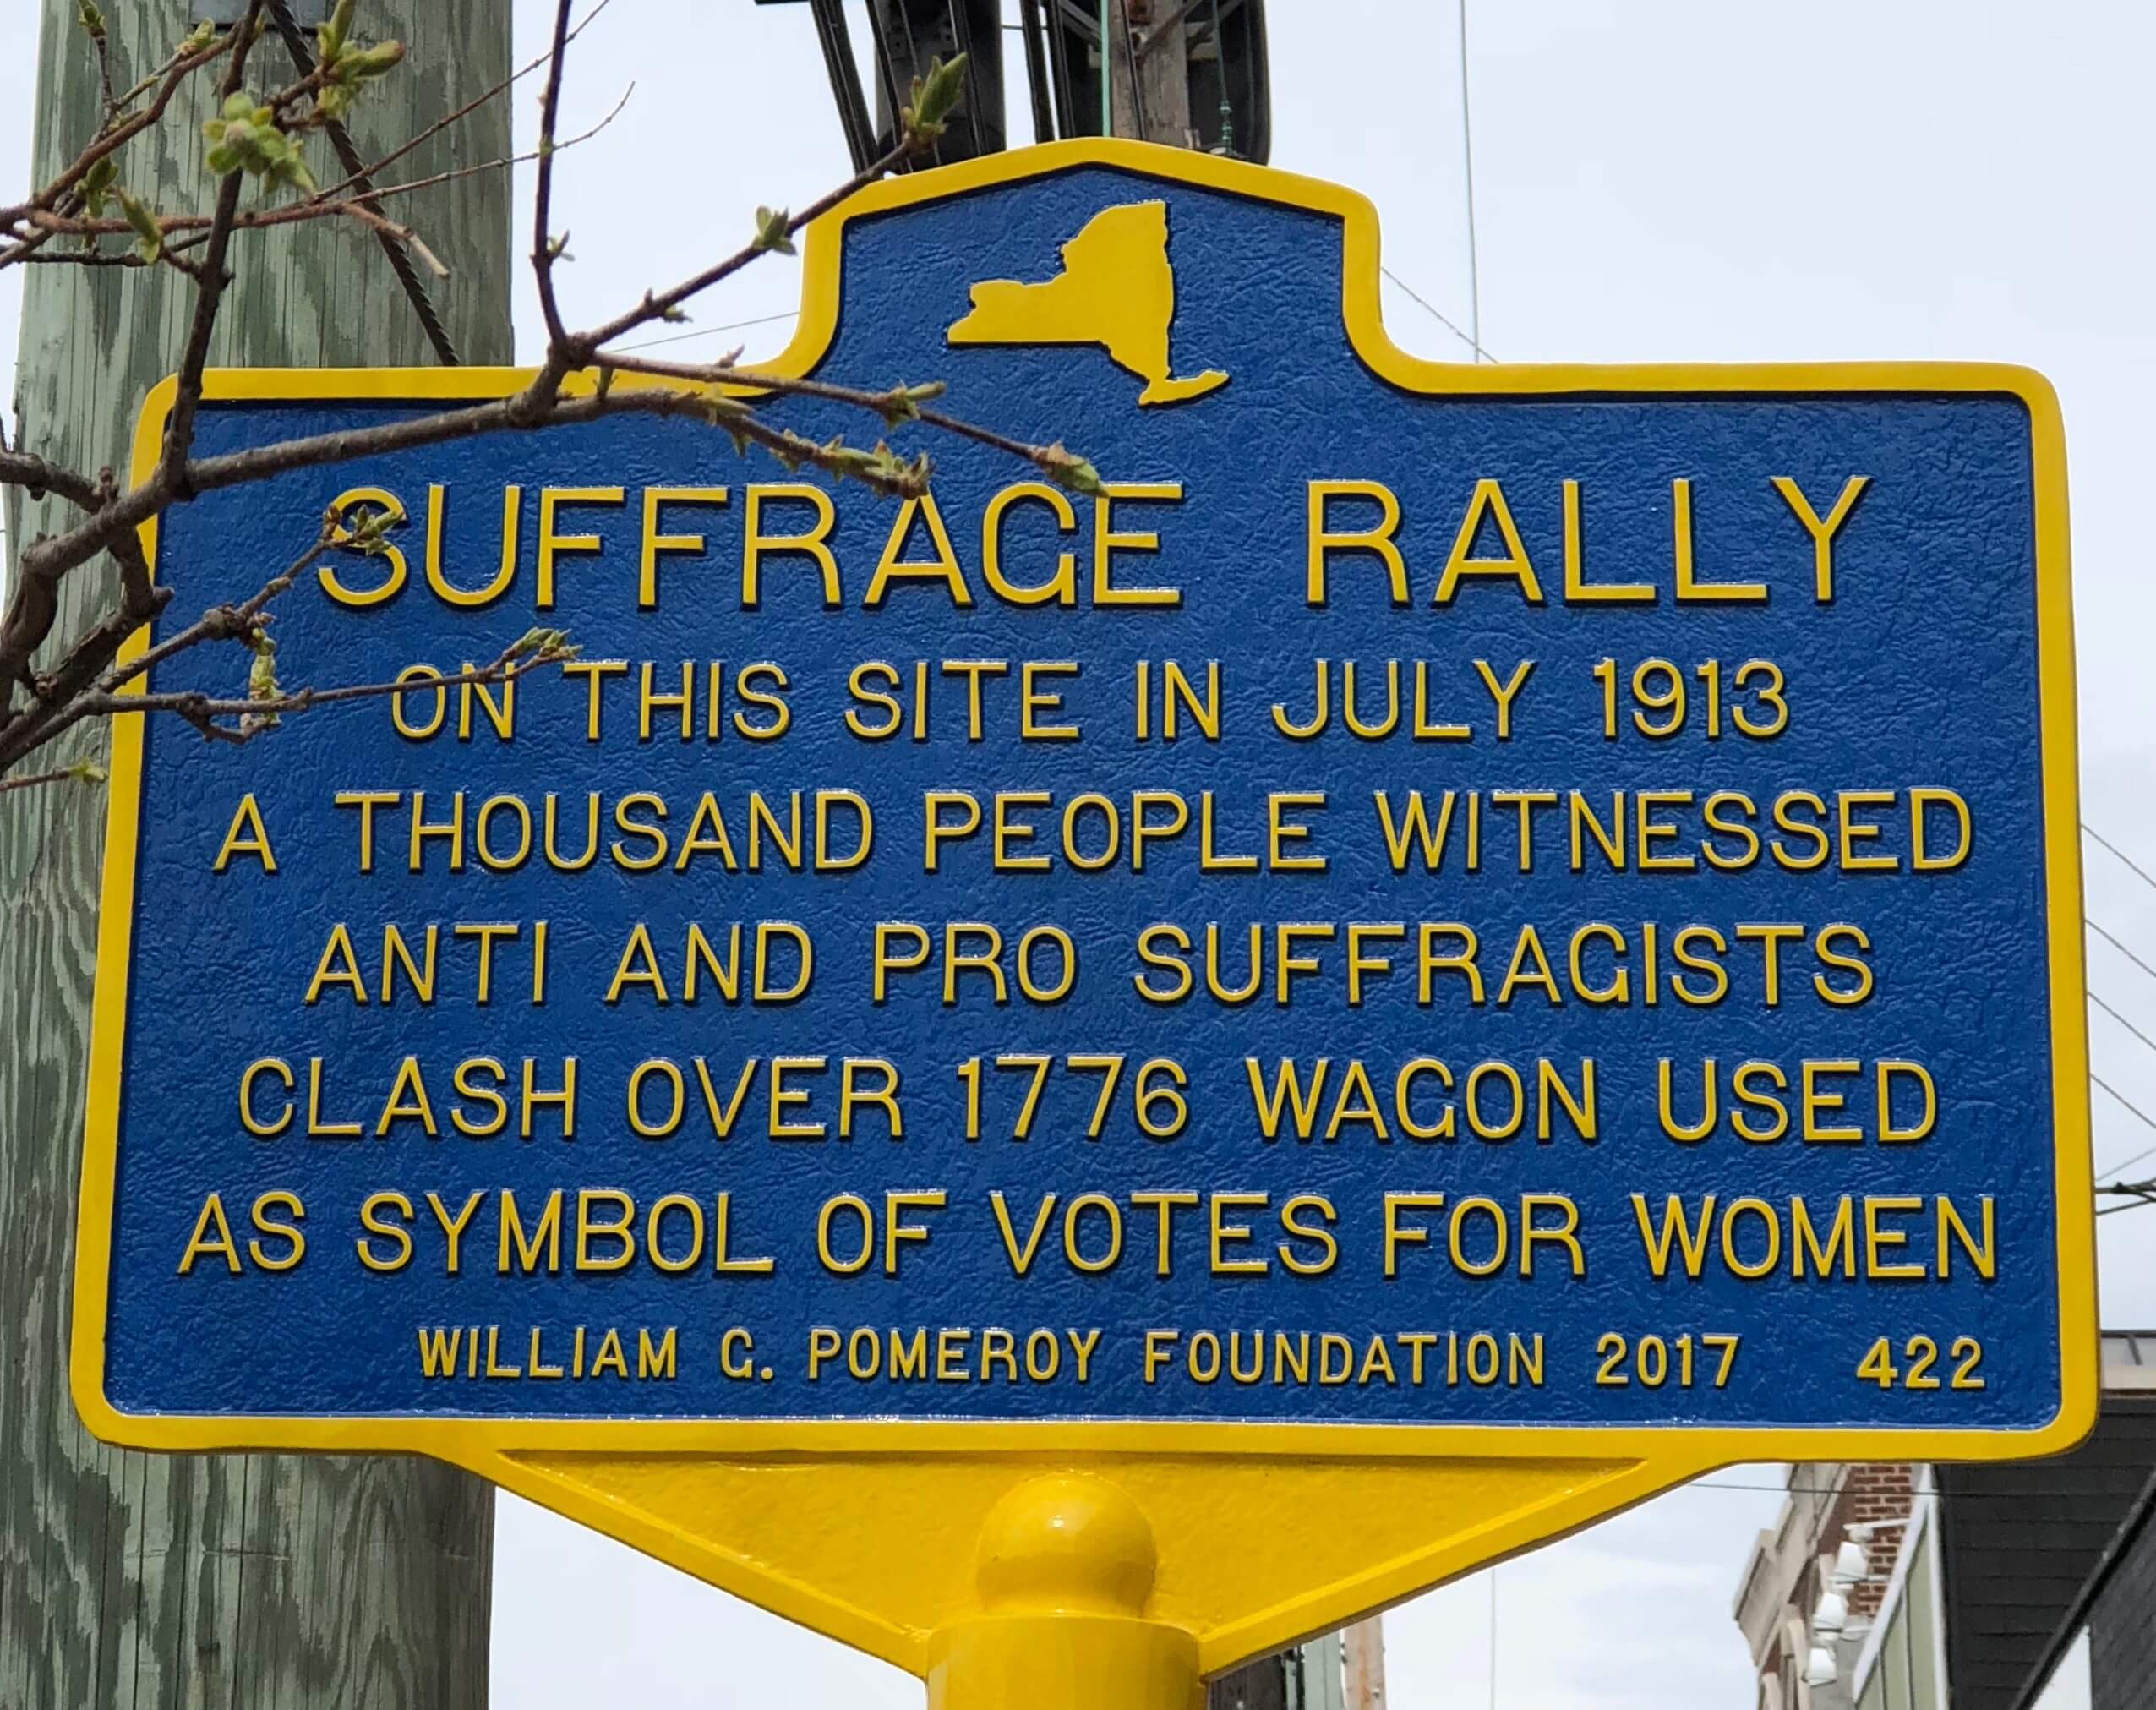 SUFFRAGE RALLY
ON THIS SITE IN JULY 1913
A THOUSAND PEOPLE WITNESSED
ANTI AND PRO SUFFRAGISTS
CLASH OVER 1776 WAGON USED
AS SYMBOL OF VOTES FOR WOMEN
WILLIAM G. POMEROY FOUNDATION 2017 422